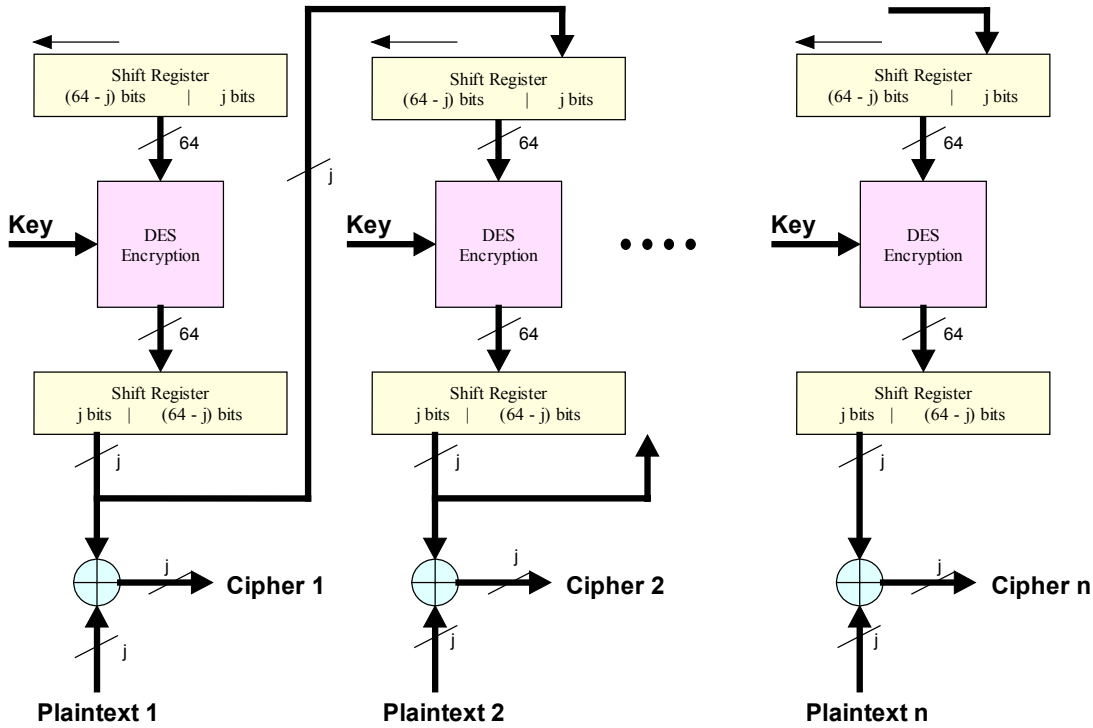 Shift Register
(64 - j) bits | j bits
64
Key
DES
Encryption
64
Shift Register
j bits | (64 - j) bits
j
j
Cipher 1
j
Plaintext 1
j
Shift Register
(64 - j) bits | j bits
64
Key
DES
Encryption
64
Shift Register
j bits | (64 - j) bits
j
j
Cipher 2
j
Plaintext 2
Shift Register
(64 - j) bits | j bits
64
Key
DES
Encryption
64
Shift Register
j bits | (64 - j) bits
j
j
Cipher n
j
Plaintext n